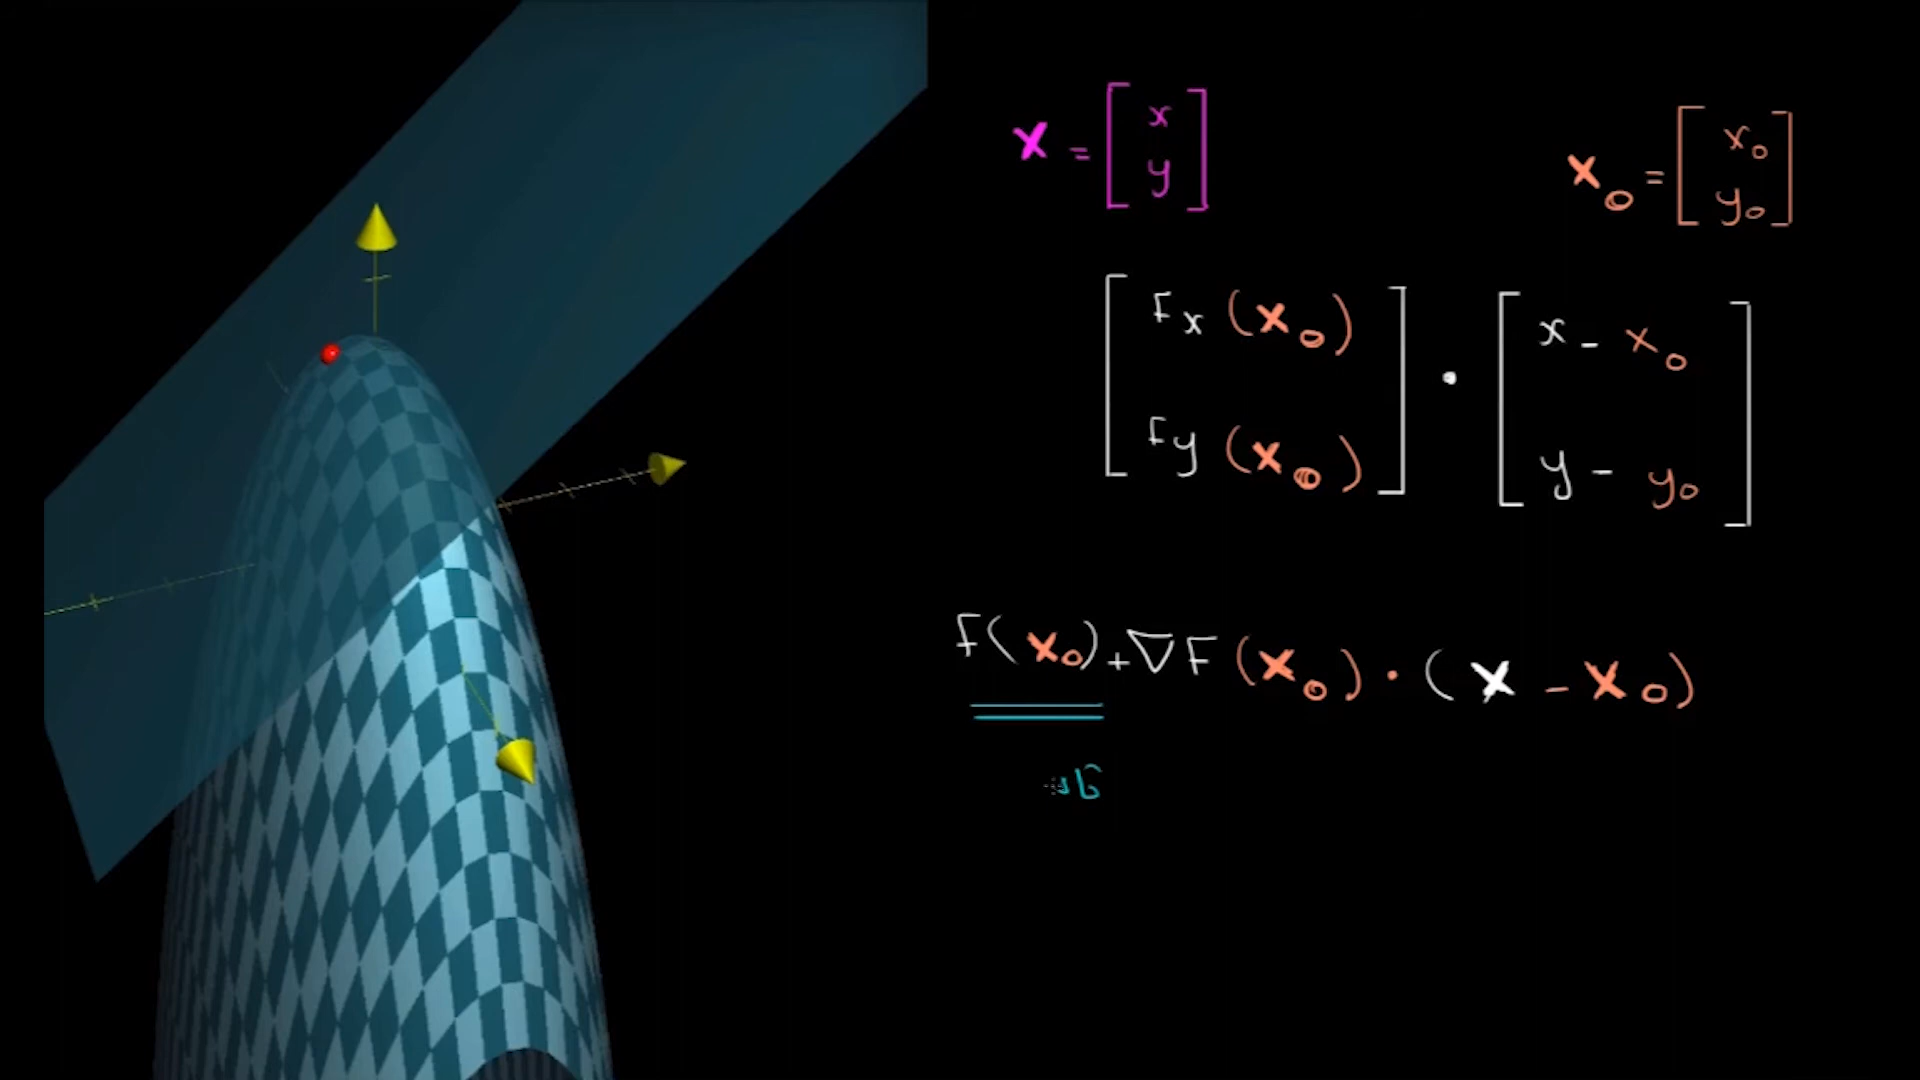 x = [ x y ]
x₀ = [ x₀ y₀ ]
[ Fx (x₀) Fy (x₀) ] · [ x - x₀ y - y₀ ]
F(x₀) + ∇F (x₀) · (x - x₀)